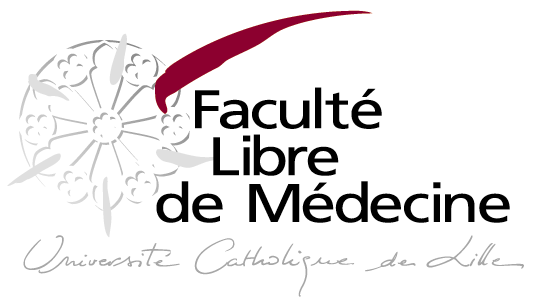 Faculté
Libre
de Médecine
Université Catholique de Lille